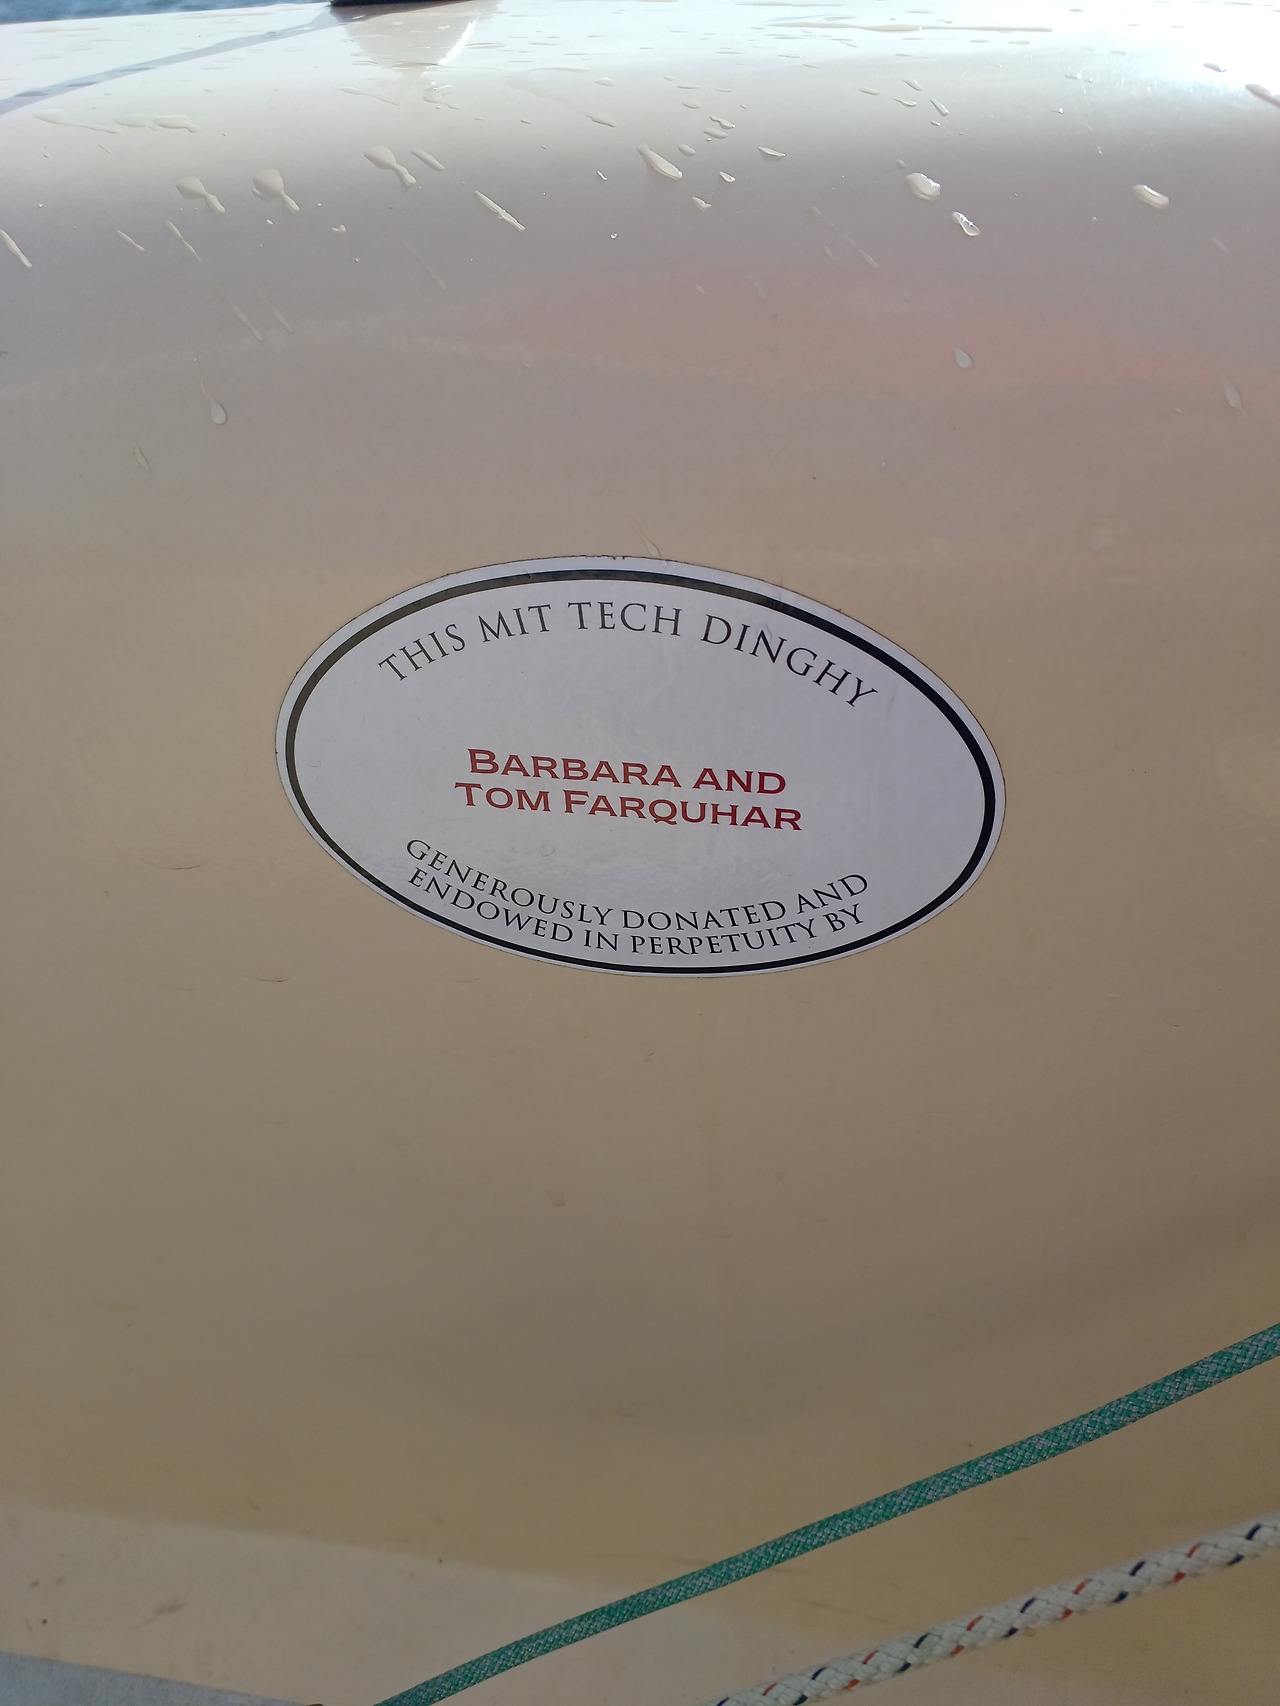 THIS MIT TECH DINGHY
BARBARA AND
TOM FARQUHAR
GENEROUSLY DONATED AND
ENDOWED IN PERPETUITY BY